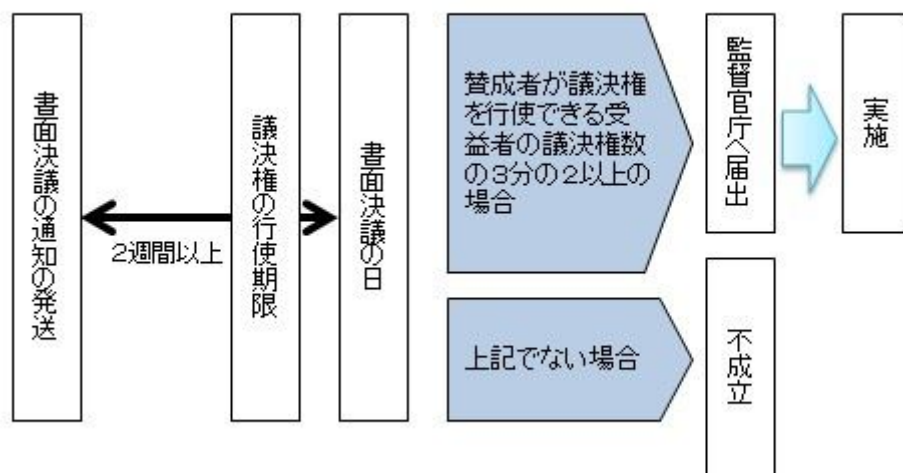 書面決議の通知の発送
2週間以上
議決権の行使期限
書面決議の日
賛成者が議決権
を行使できる受
益者の議決権数
の3分の2以上の
場合
監督官庁へ届出
実施
上記でない場合
不成立